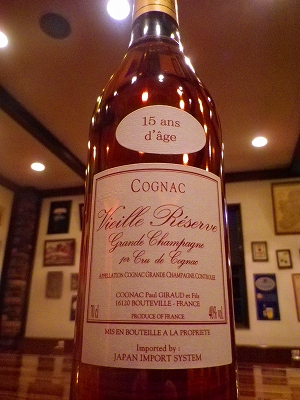 15 ans
d'âge
COGNAC
Vieille Réserve
Grande Champagne
1er Cru de Cognac
APPELLATION COGNAC GRANDE CHAMPAGNE CONTROLEE
COGNAC Paul GIRAUD et Fils
16120 BOUTEVILLE - FRANCE
70cl
40%
PRODUCE OF FRANCE
MIS EN BOUTEILLE A LA PROPRIETE
Imported by :
JAPAN IMPORT SYSTEM